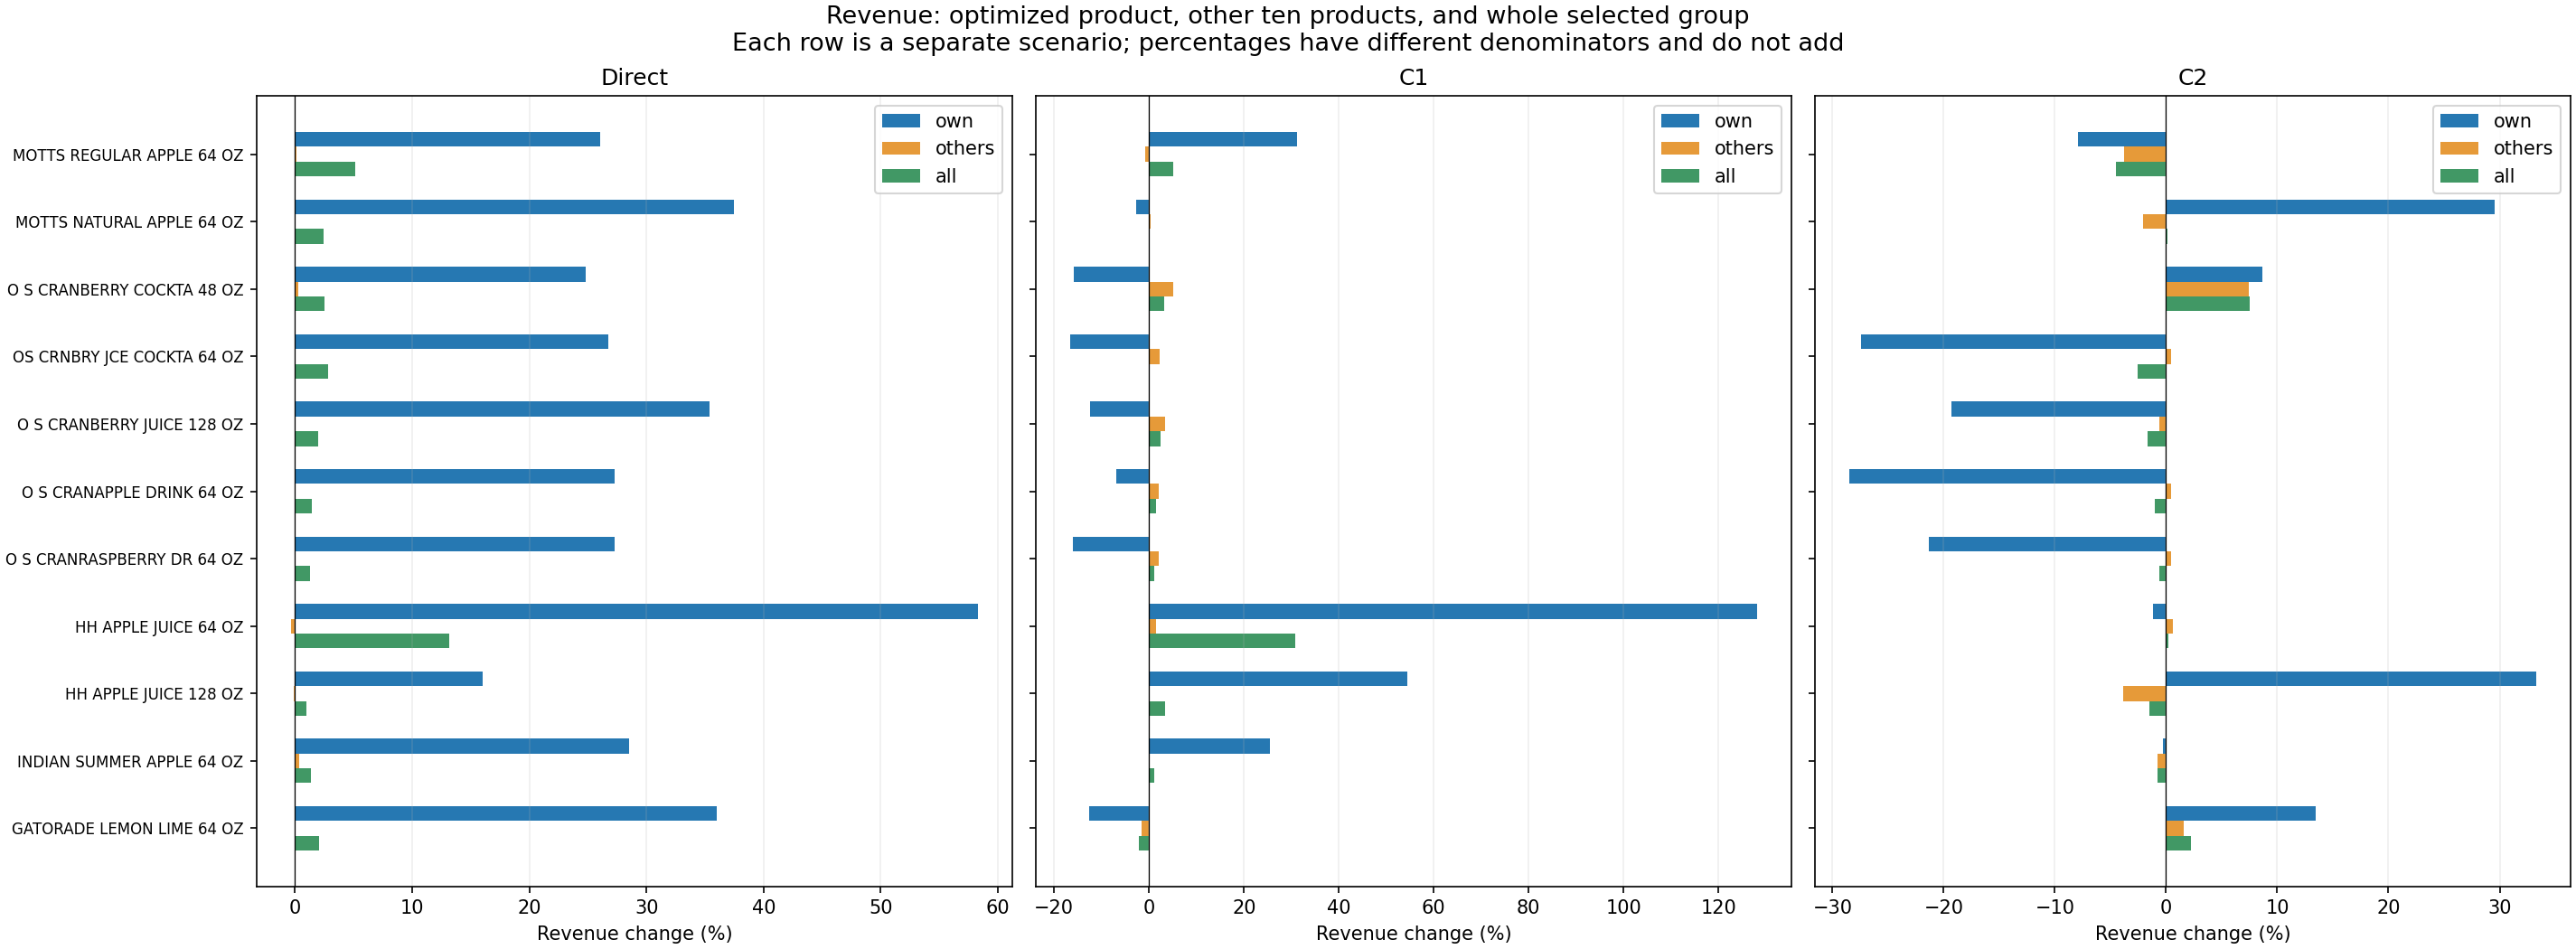 Revenue: optimized product, other ten products, and whole selected group
Each row is a separate scenario; percentages have different denominators and do not add
Direct
C1
C2
own
others
all
own
others
all
own
others
all
MOTTS REGULAR APPLE 64 OZ
MOTTS NATURAL APPLE 64 OZ
O S CRANBERRY COCKTA 48 OZ
OS CRNBRY JCE COCKTA 64 OZ
O S CRANBERRY JUICE 128 OZ
O S CRANAPPLE DRINK 64 OZ
O S CRANRASPBERRY DR 64 OZ
HH APPLE JUICE 64 OZ
HH APPLE JUICE 128 OZ
INDIAN SUMMER APPLE 64 OZ
GATORADE LEMON LIME 64 OZ
0 10 20 30 40 50 60
−20 0 20 40 60 80 100 120
−30 −20 −10 0 10 20 30
Revenue change (%)
Revenue change (%)
Revenue change (%)